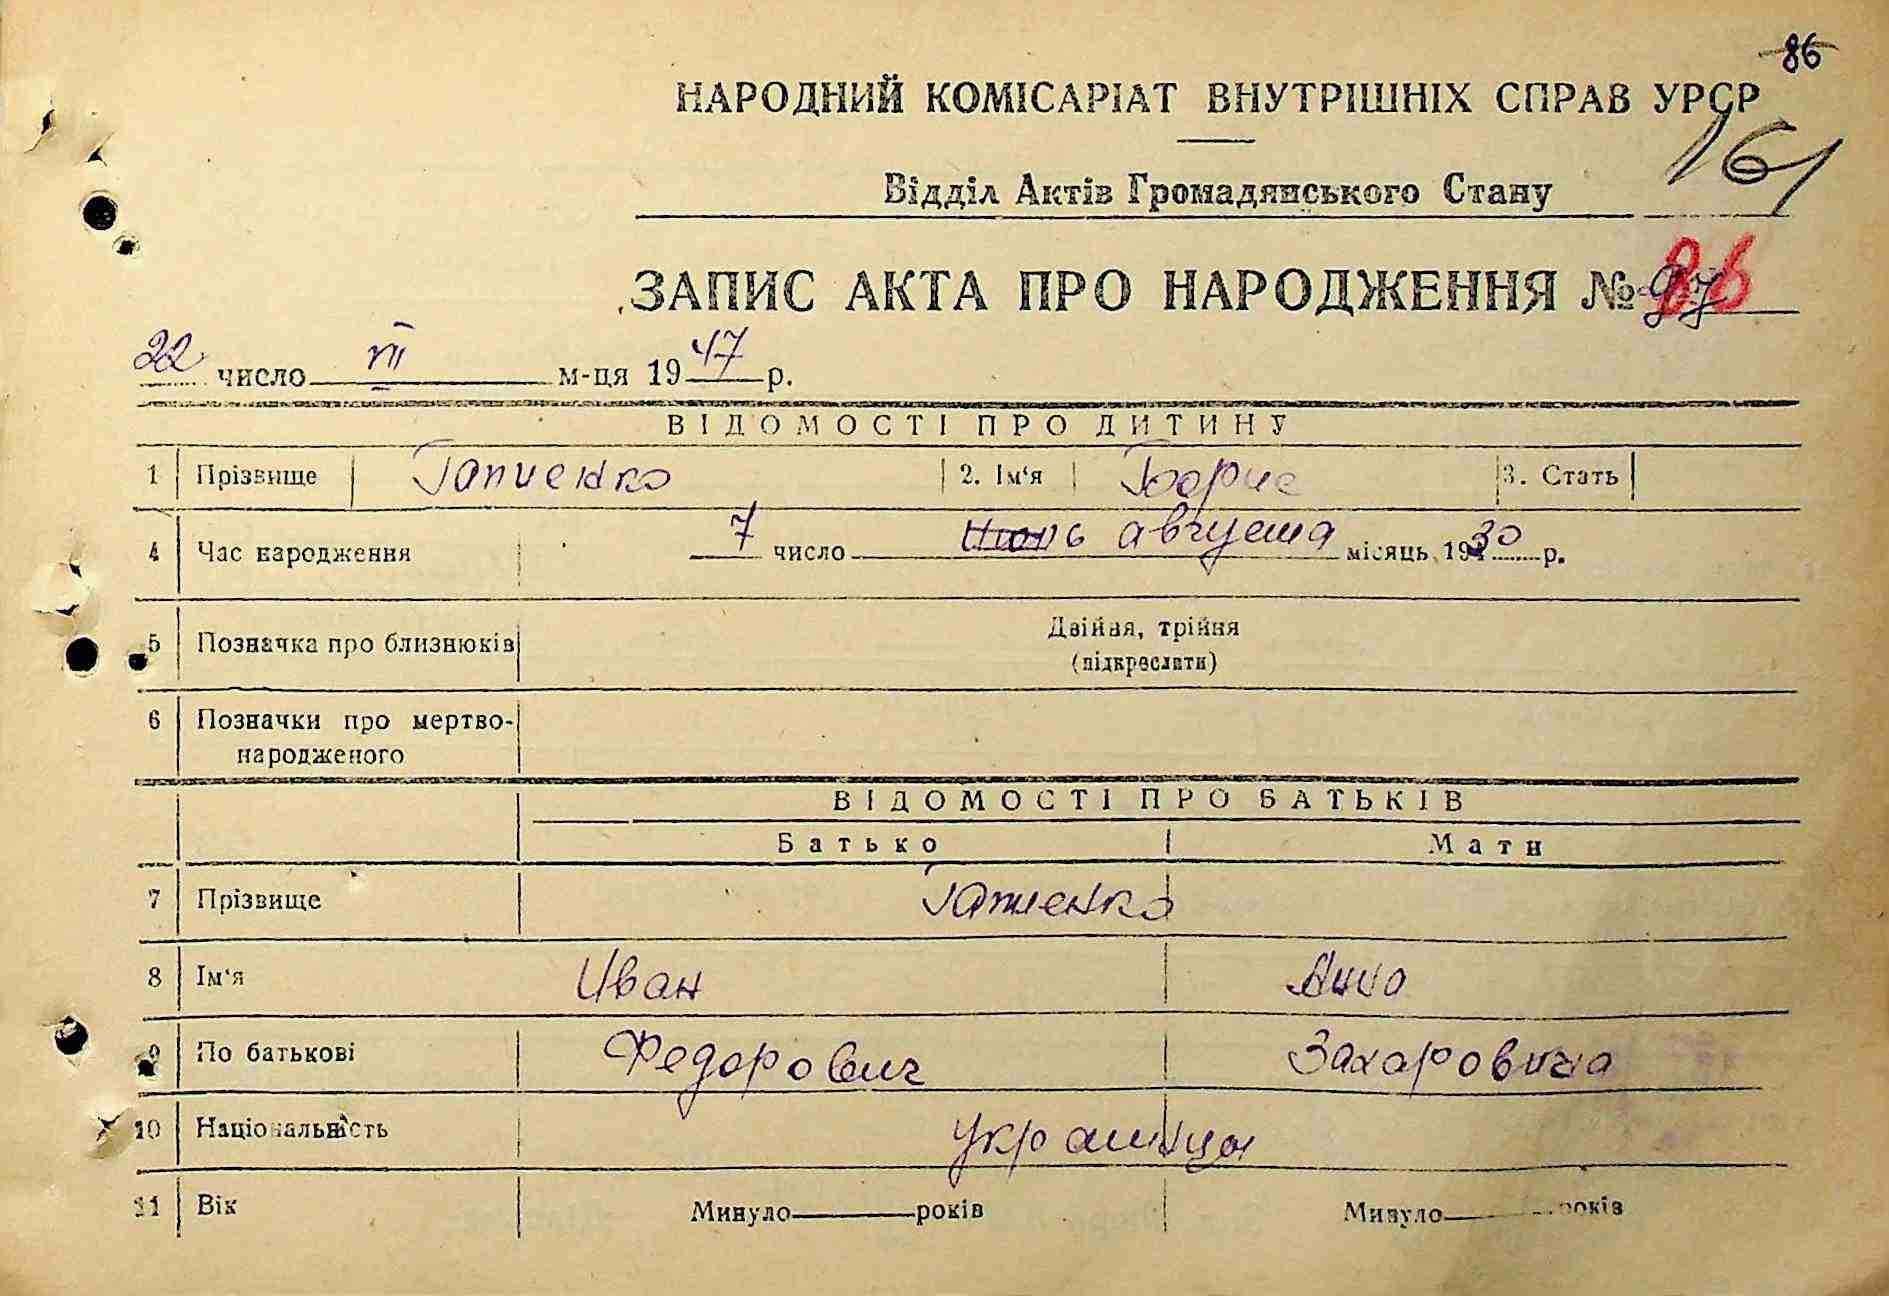 86
НАРОДНИЙ КОМІСАРІАТ ВНУТРІШНІХ СПРАВ УРСР
161
Відділ Актів Громадянського Стану
ЗАПИС АКТА ПРО НАРОДЖЕННЯ № 97 86
22 число VII м-ця 1947 р.
ВІДОМОСТІ ПРО ДИТИНУ
1 Прізвище Гапиенко 2. Ім'я Борис 3. Стать
4 Час народження 7 число июль августа місяць 1930 р.
5 Позначка про близнюків Двійня, трійня
(підкреслити)
6 Позначки про мертво-
народженого
ВІДОМОСТІ ПРО БАТЬКІВ
Батько Мати
7 Прізвище Гапиенко
8 Ім'я Иван Анна
9 По батькові Федорович Захаровича
10 Національність украинцы
11 Вік Минуло років Минуло років